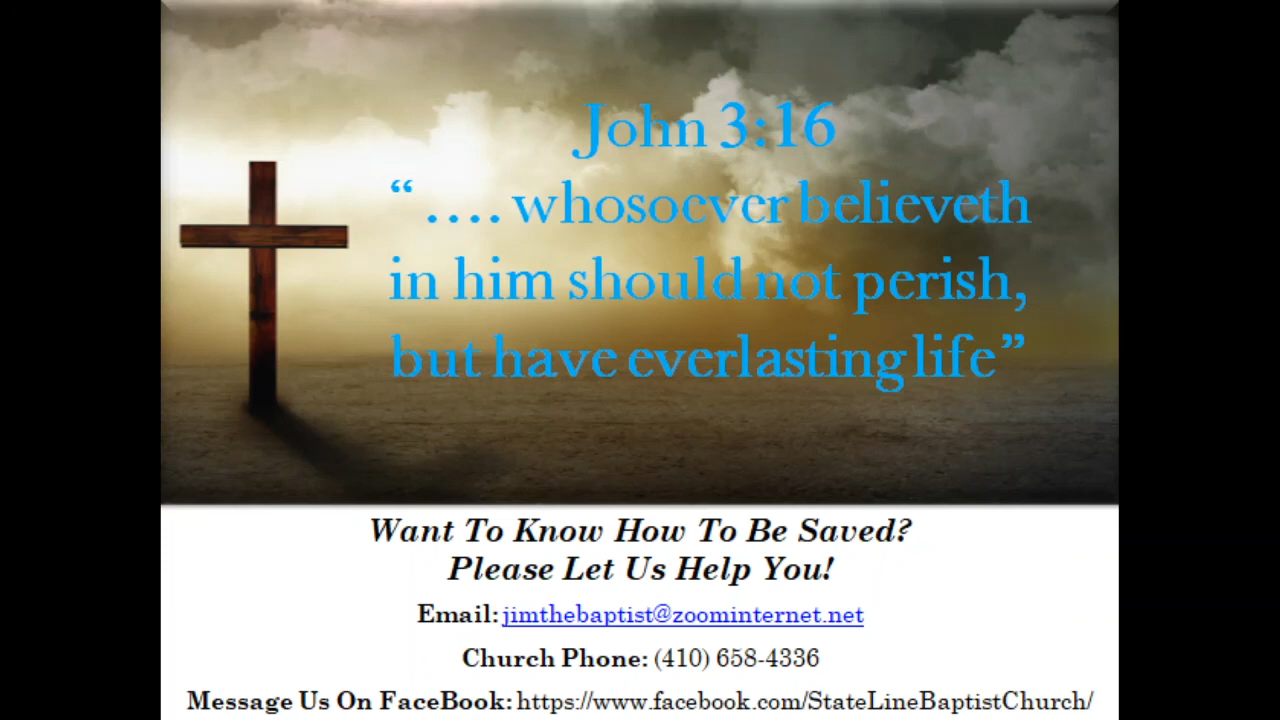 John 3:16
“ .... whosoever believeth
in him should not perish,
but have everlasting life”
Want To Know How To Be Saved?
Please Let Us Help You!
Email: jimthebaptist@zoominternet.net
Church Phone: (410) 658-4336
Message Us On FaceBook: https://www.facebook.com/StateLineBaptistChurch/